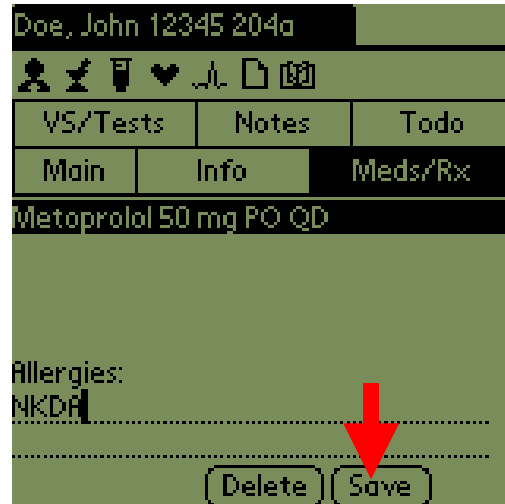 Doe, John 12345 204a
VS/Tests Notes Todo
Main Info Meds/Rx
Metoprolol 50 mg PO QD
Allergies:
NKDA
Delete Save